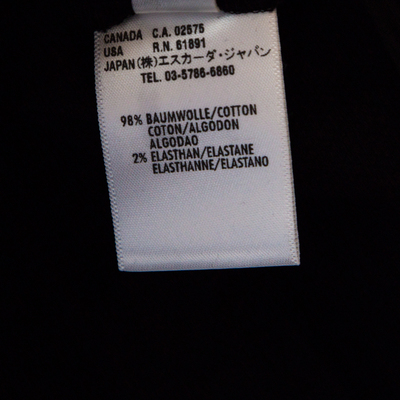 CANADA C.A. 02575
USA R.N. 61891
JAPAN (株)エスカーダ・ジャパン
TEL. 03-5786-6860
98% BAUMWOLLE/COTTON
COTON/ALGODON
ALGODAO
2% ELASTHAN/ELASTANE
ELASTHANNE/ELASTANO